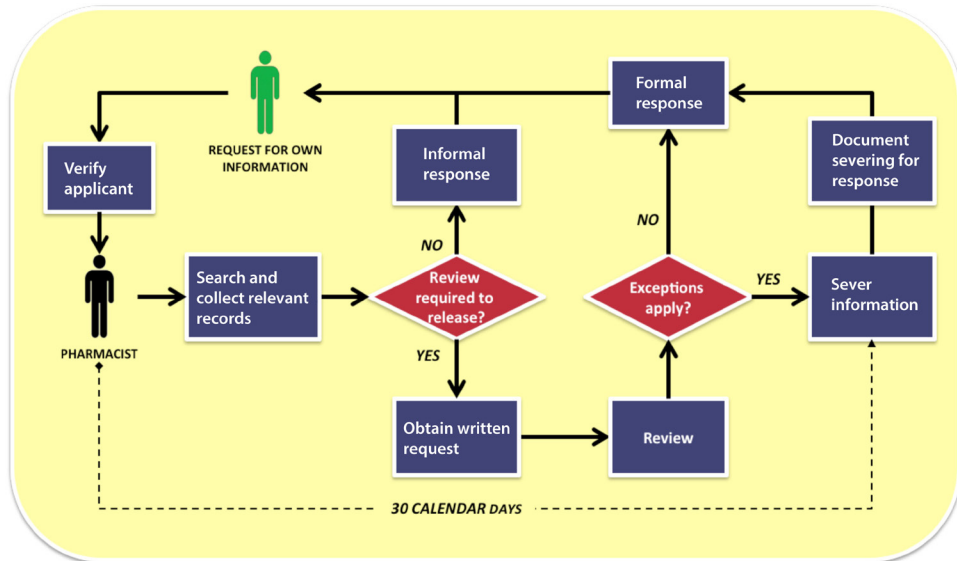 REQUEST FOR OWN
INFORMATION
Verify
applicant
PHARMACIST
Search and
collect relevant
records
Review
required to
release?
NO
Informal
response
YES
Obtain written
request
Review
Exceptions
apply?
NO
Formal
response
YES
Sever
information
Document
severing for
response
30 CALENDAR DAYS